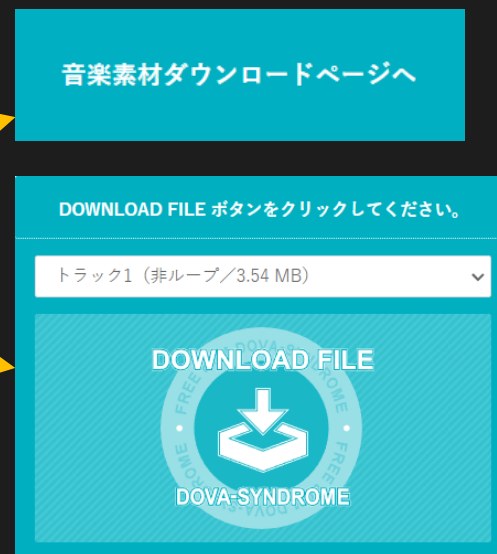 音楽素材ダウンロードページへ
DOWNLOAD FILE ボタンをクリックしてください。
トラック1（非ループ／3.54 MB）
DOWNLOAD FILE
DOVA-SYNDROME